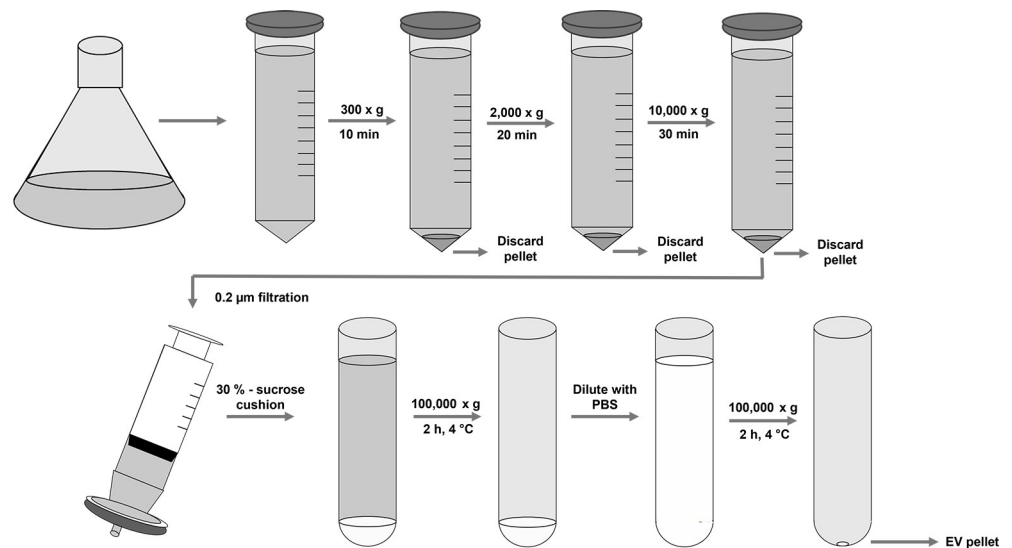 300 x g
10 min
2,000 x g
20 min
10,000 x g
30 min
Discard
pellet
Discard
pellet
Discard
pellet
0.2 µm filtration
30 % - sucrose
cushion
100,000 x g
2 h, 4 °C
Dilute with
PBS
100,000 x g
2 h, 4 °C
EV pellet